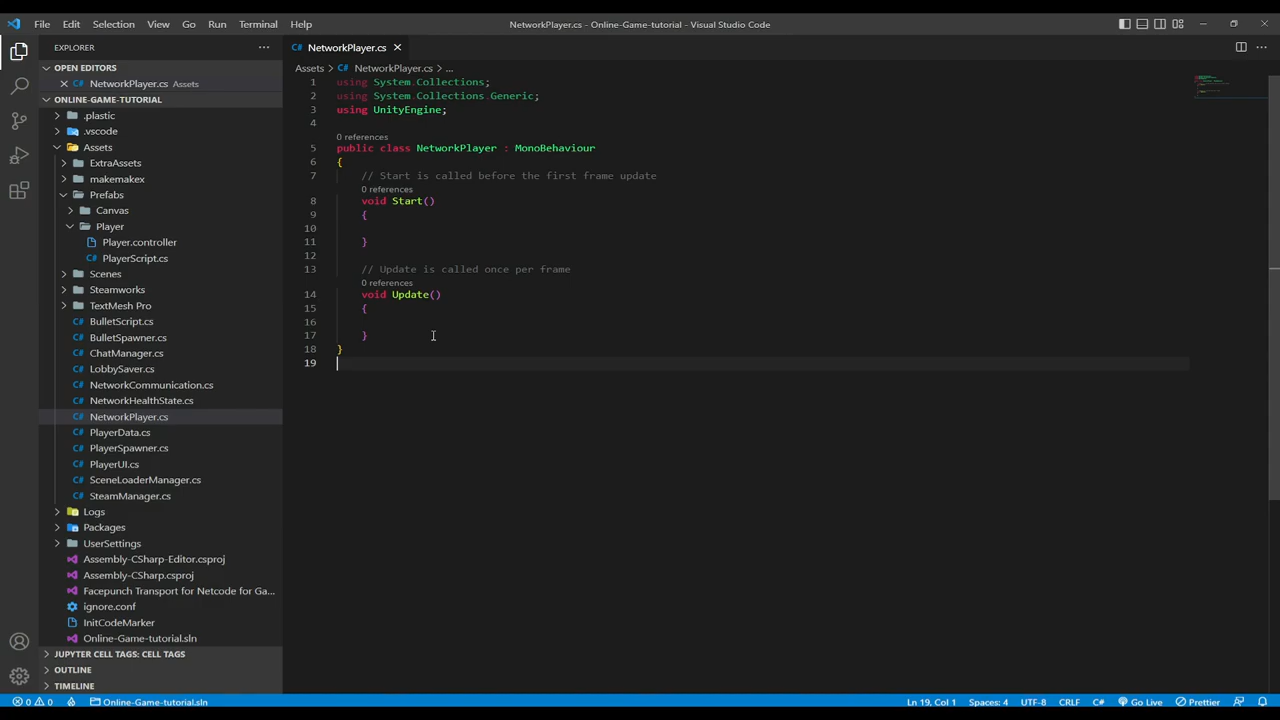 File Edit Selection View Go Run Terminal Help
NetworkPlayer.cs - Online-Game-tutorial - Visual Studio Code
EXPLORER
OPEN EDITORS
NetworkPlayer.cs Assets
ONLINE-GAME-TUTORIAL
.plastic
.vscode
Assets
ExtraAssets
makemakex
Prefabs
Canvas
Player
Player.controller
C# PlayerScript.cs
Scenes
Steamworks
TextMesh Pro
C# BulletScript.cs
C# BulletSpawner.cs
C# ChatManager.cs
C# LobbySaver.cs
C# NetworkCommunication.cs
C# NetworkHealthState.cs
C# NetworkPlayer.cs
C# PlayerData.cs
C# PlayerSpawner.cs
C# PlayerUI.cs
C# SceneLoaderManager.cs
C# SteamManager.cs
Logs
Packages
UserSettings
Assembly-CSharp-Editor.csproj
Assembly-CSharp.csproj
Facepunch Transport for Netcode for Ga...
ignore.conf
InitCodeMarker
Online-Game-tutorial.sln
JUPYTER CELL TAGS: CELL TAGS
OUTLINE
TIMELINE
C# NetworkPlayer.cs
Assets > C# NetworkPlayer.cs > ...
1 using System.Collections;
2 using System.Collections.Generic;
3 using UnityEngine;
4
0 references
5 public class NetworkPlayer : MonoBehaviour
6 {
7 // Start is called before the first frame update
0 references
8 void Start()
9 {
10
11 }
12
13 // Update is called once per frame
0 references
14 void Update()
15 {
16
17 }
18 }
19
0 0 Online-Game-tutorial.sln
Ln 19, Col 1 Spaces: 4 UTF-8 CRLF C# Go Live Prettier